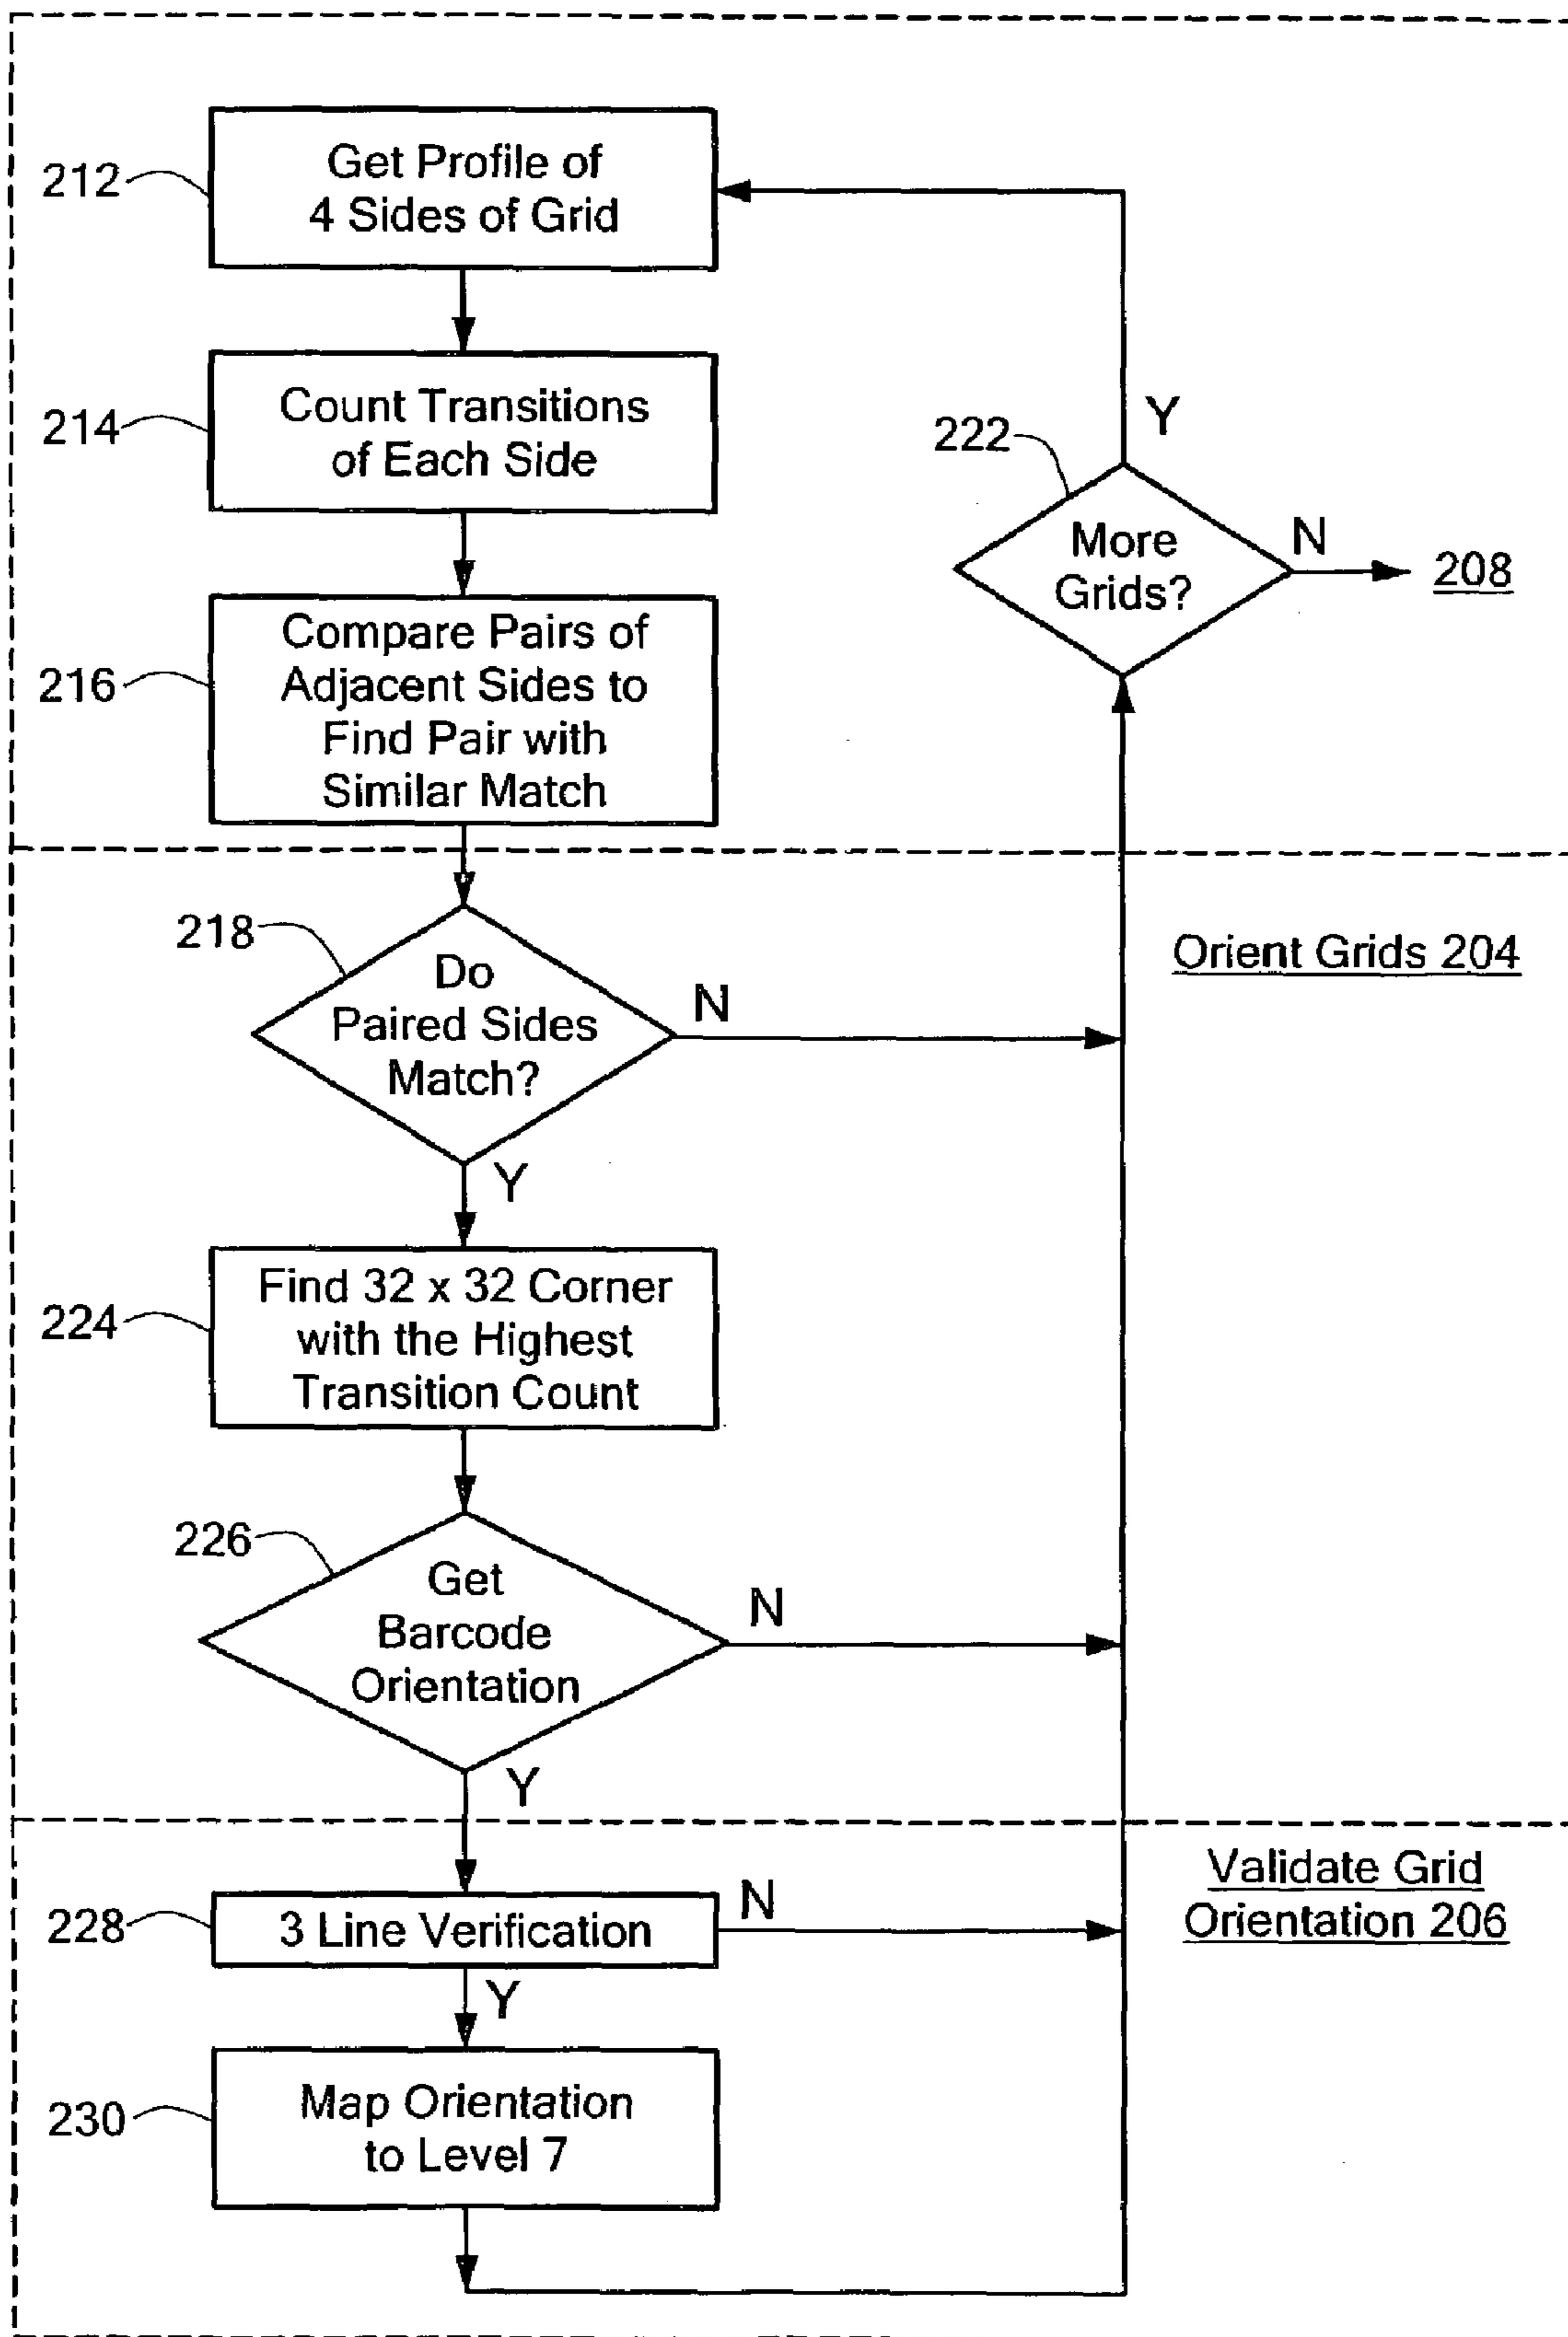 212
Get Profile of
4 Sides of Grid
214
Count Transitions
of Each Side
Y
222
More
Grids?
N
208
216
Compare Pairs of
Adjacent Sides to
Find Pair with
Similar Match
218
Do
Paired Sides
Match?
N
Orient Grids 204
Y
224
Find 32 x 32 Corner
with the Highest
Transition Count
226
Get
Barcode
Orientation
N
Y
Validate Grid
Orientation 206
228
3 Line Verification
N
Y
230
Map Orientation
to Level 7